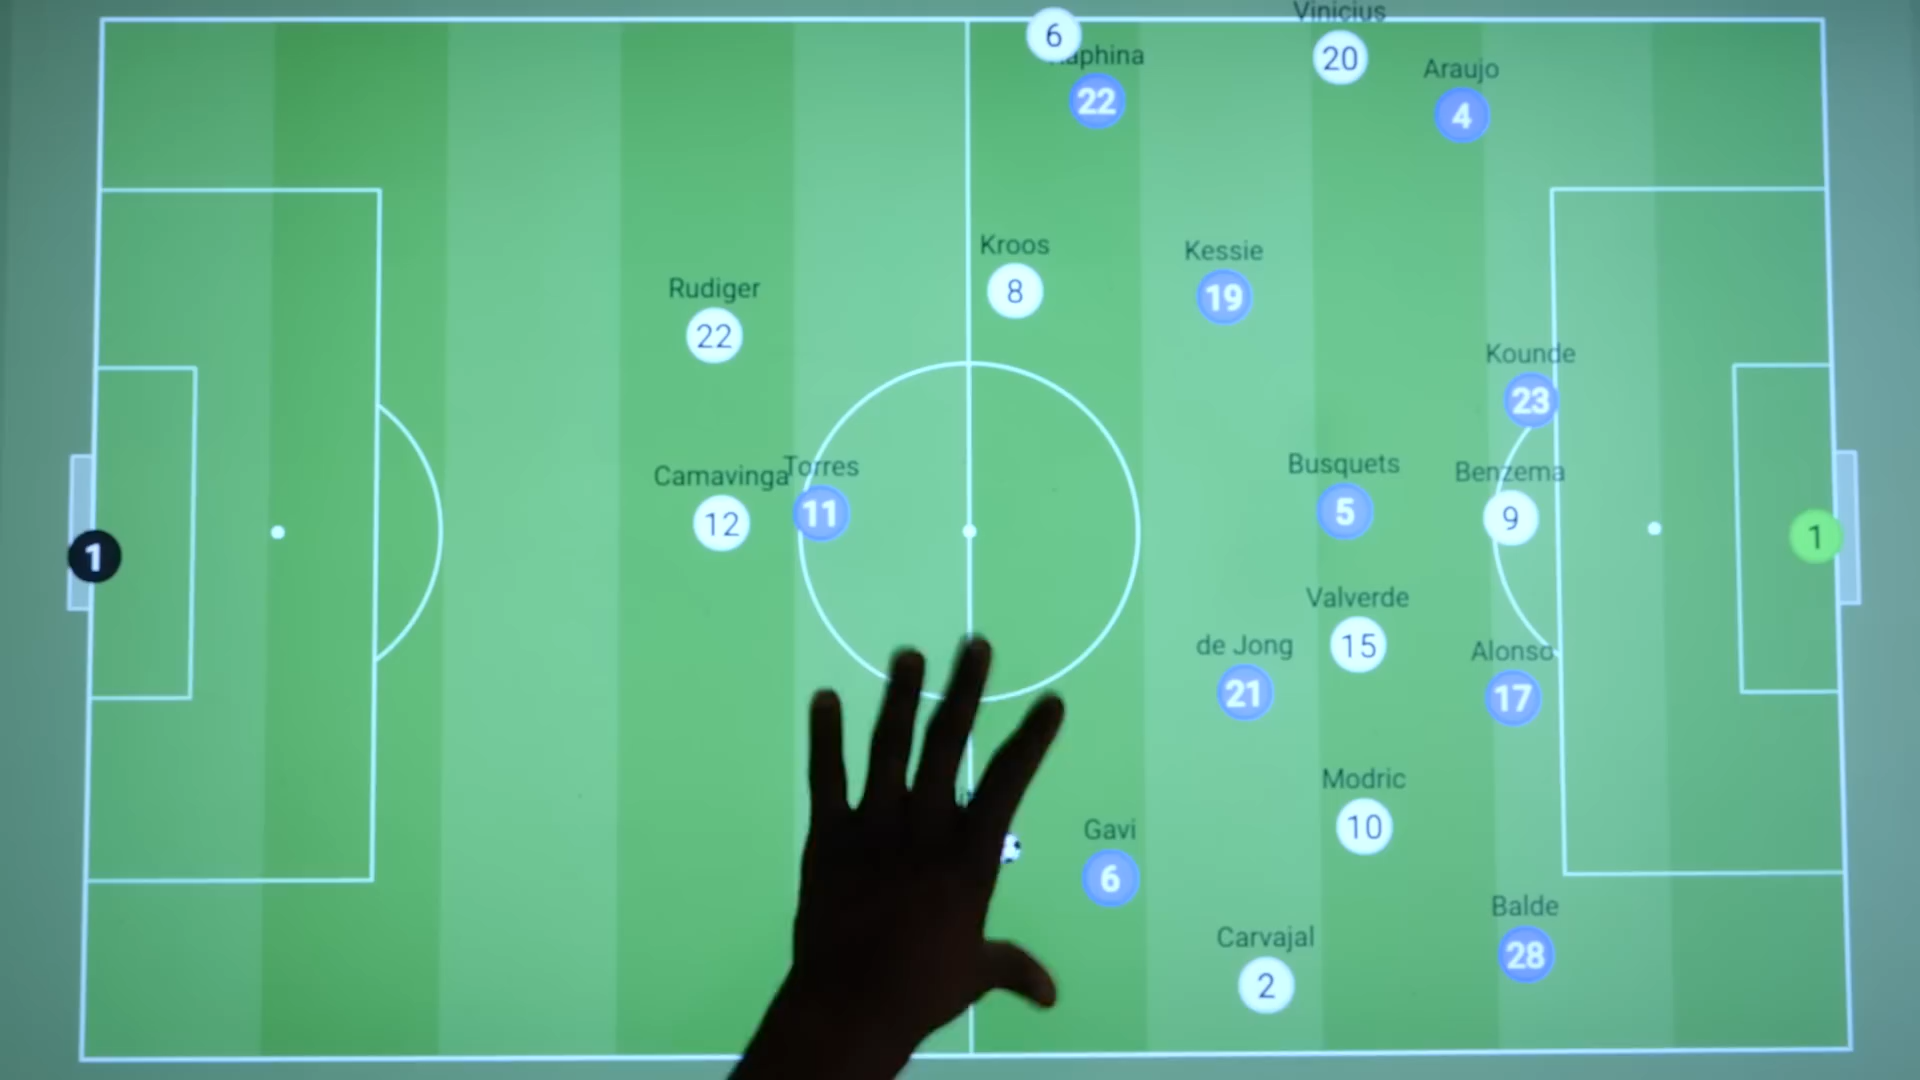 Vinicius
6
20
22
Araujo
4
Kroos
8
Kessie
19
Rudiger
22
Kounde
23
Camavinga
12
Torres
11
Busquets
5
Benzema
9
1
1
Valverde
15
de Jong
21
Alonso
17
Modric
10
Gavi
6
Balde
28
Carvajal
2